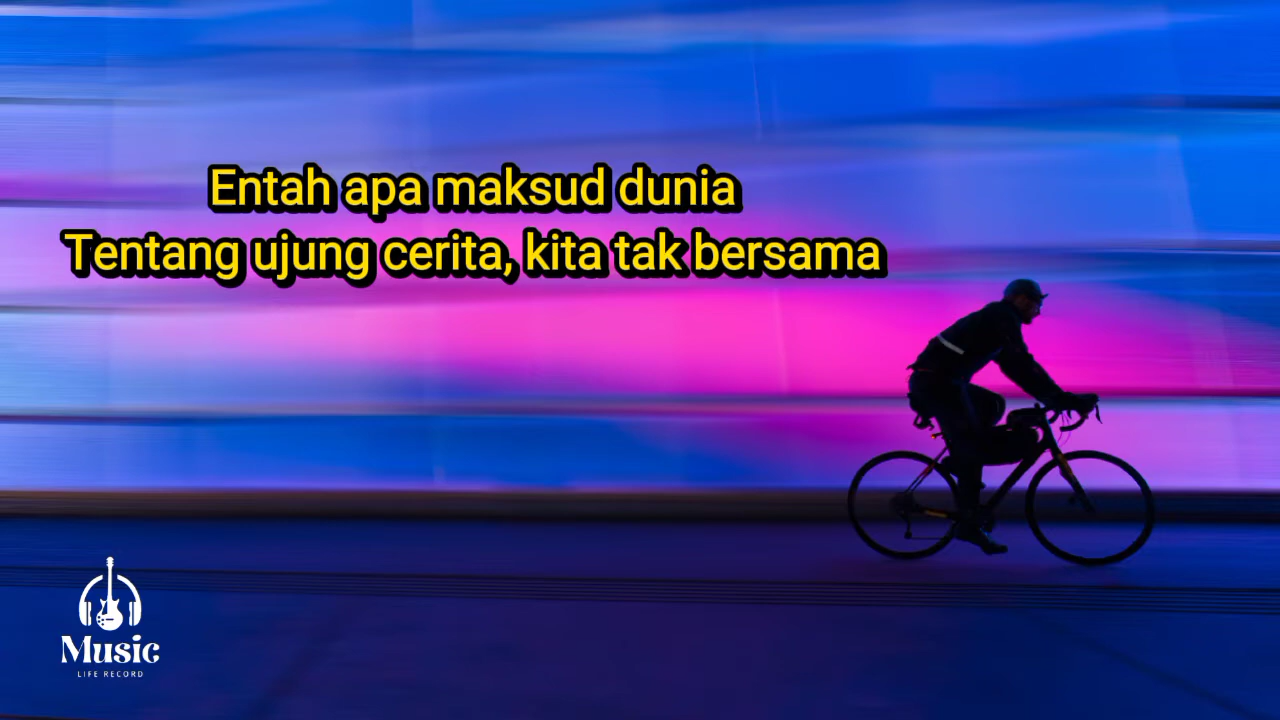 Entah apa maksud dunia
Tentang ujung cerita, kita tak bersama
Music
LIFE RECORD